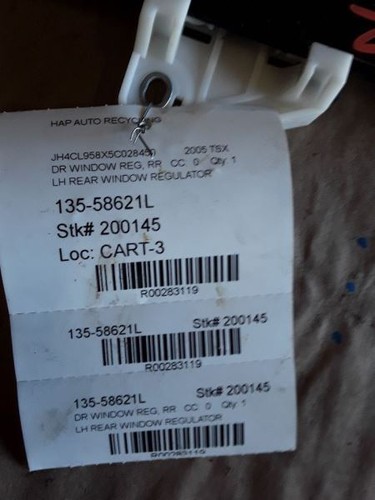 HAP AUTO RECYCLING
2005 TSX
DR WINDOW REG, RR CC 0 Qty 1
LH REAR WINDOW REGULATOR
135-58621L
Stk# 200145
Loc: CART-3
R00283119
135-58621L Stk# 200145
R00283119
135-58621L Stk# 200145
DR WINDOW REG, RR CC 0 Qty 1
LH REAR WINDOW REGULATOR
R00283119